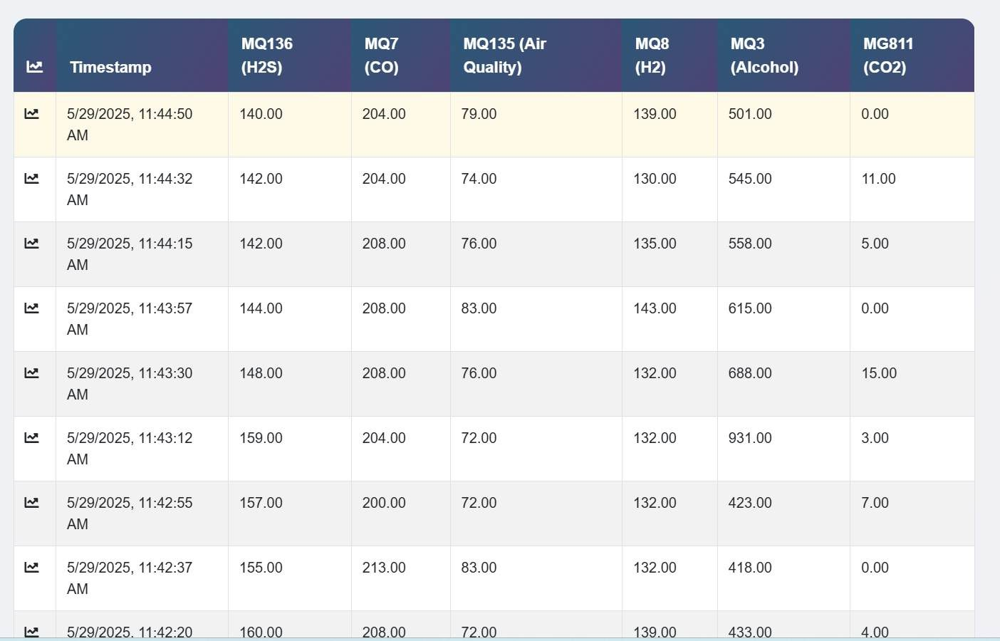 Timestamp MQ136 (H2S) MQ7 (CO) MQ135 (Air Quality) MQ8 (H2) MQ3 (Alcohol) MG811 (CO2)
5/29/2025, 11:44:50 AM 140.00 204.00 79.00 139.00 501.00 0.00
5/29/2025, 11:44:32 AM 142.00 204.00 74.00 130.00 545.00 11.00
5/29/2025, 11:44:15 AM 142.00 208.00 76.00 135.00 558.00 5.00
5/29/2025, 11:43:57 AM 144.00 208.00 83.00 143.00 615.00 0.00
5/29/2025, 11:43:30 AM 148.00 208.00 76.00 132.00 688.00 15.00
5/29/2025, 11:43:12 AM 159.00 204.00 72.00 132.00 931.00 3.00
5/29/2025, 11:42:55 AM 157.00 200.00 72.00 132.00 423.00 7.00
5/29/2025, 11:42:37 AM 155.00 213.00 83.00 132.00 418.00 0.00
5/29/2025, 11:42:20 160.00 208.00 72.00 139.00 433.00 4.00